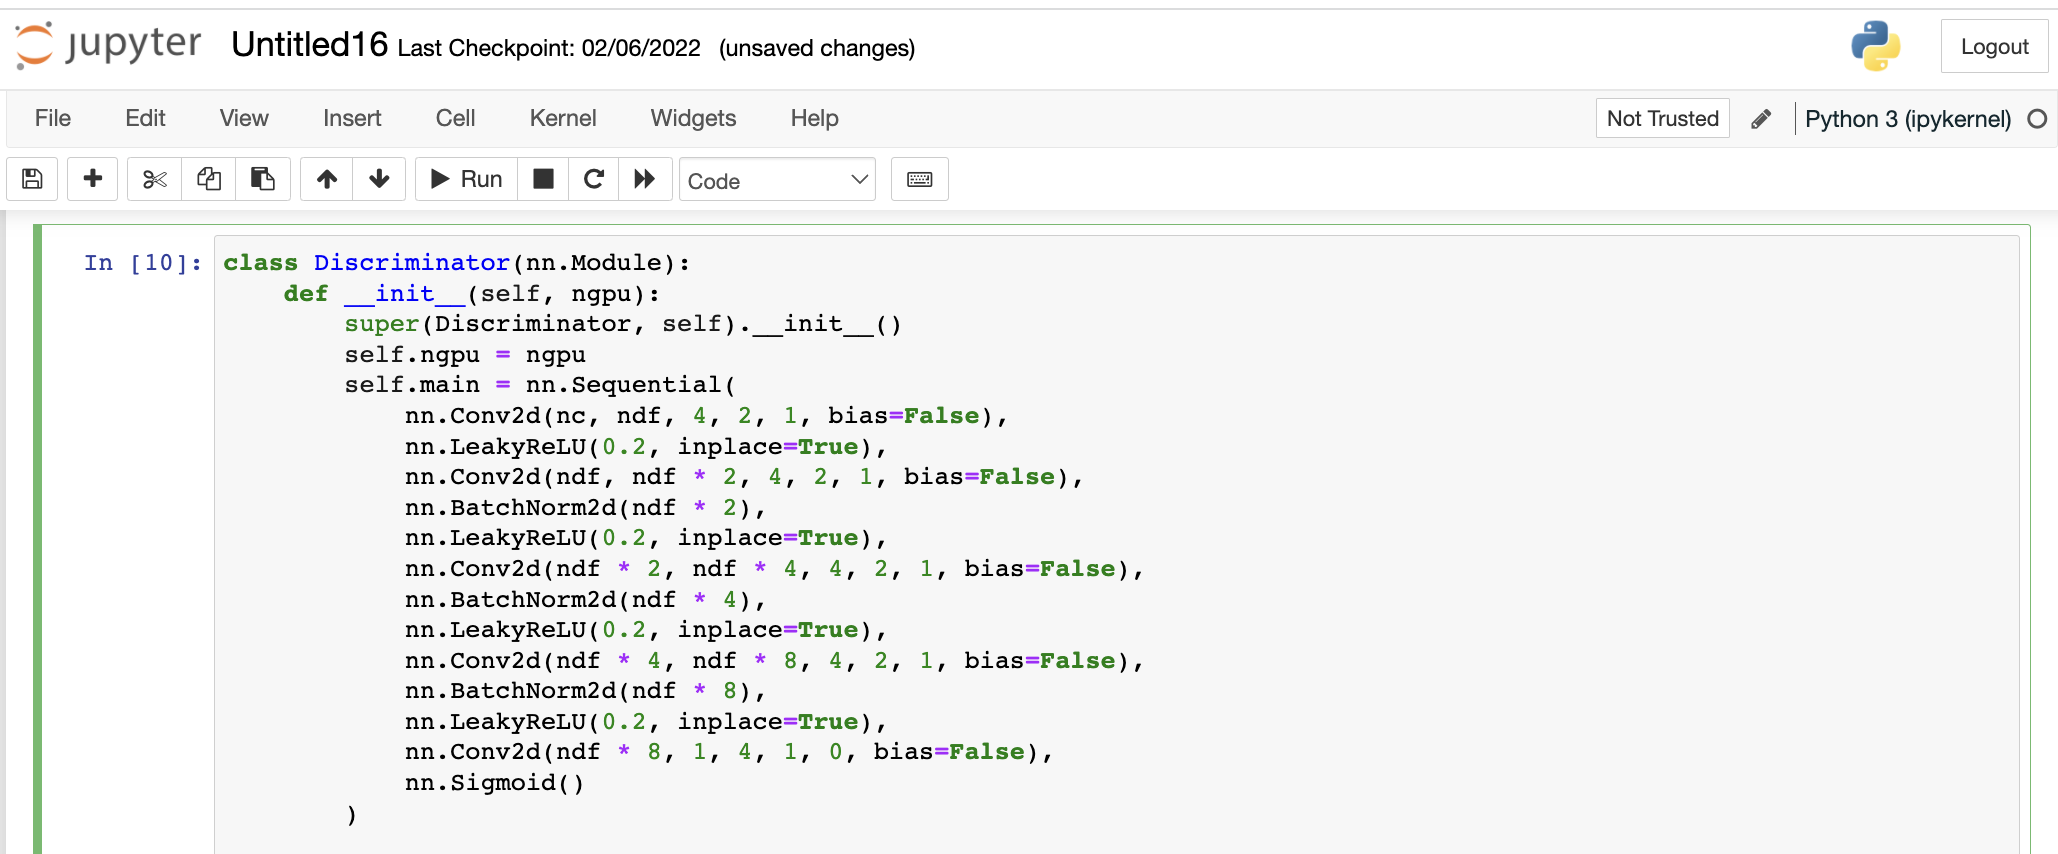 jupyter Untitled16 Last Checkpoint: 02/06/2022 (unsaved changes) Logout
File Edit View Insert Cell Kernel Widgets Help Not Trusted Python 3 (ipykernel)
Run Code
In [10]: class Discriminator(nn.Module):
    def __init__(self, ngpu):
        super(Discriminator, self).__init__()
        self.ngpu = ngpu
        self.main = nn.Sequential(
            nn.Conv2d(nc, ndf, 4, 2, 1, bias=False),
            nn.LeakyReLU(0.2, inplace=True),
            nn.Conv2d(ndf, ndf * 2, 4, 2, 1, bias=False),
            nn.BatchNorm2d(ndf * 2),
            nn.LeakyReLU(0.2, inplace=True),
            nn.Conv2d(ndf * 2, ndf * 4, 4, 2, 1, bias=False),
            nn.BatchNorm2d(ndf * 4),
            nn.LeakyReLU(0.2, inplace=True),
            nn.Conv2d(ndf * 4, ndf * 8, 4, 2, 1, bias=False),
            nn.BatchNorm2d(ndf * 8),
            nn.LeakyReLU(0.2, inplace=True),
            nn.Conv2d(ndf * 8, 1, 4, 1, 0, bias=False),
            nn.Sigmoid()
        )